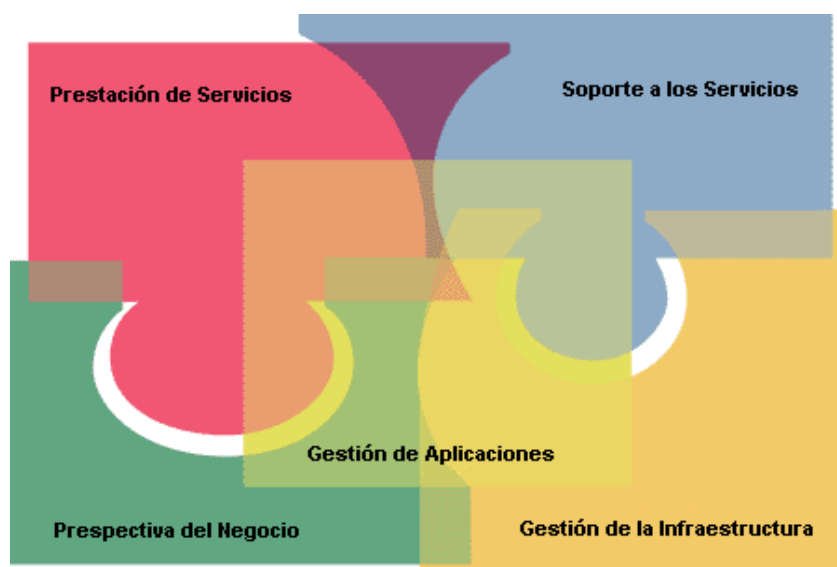 Prestación de Servicios
Soporte a los Servicios
Gestión de Aplicaciones
Prespectiva del Negocio
Gestión de la Infraestructura